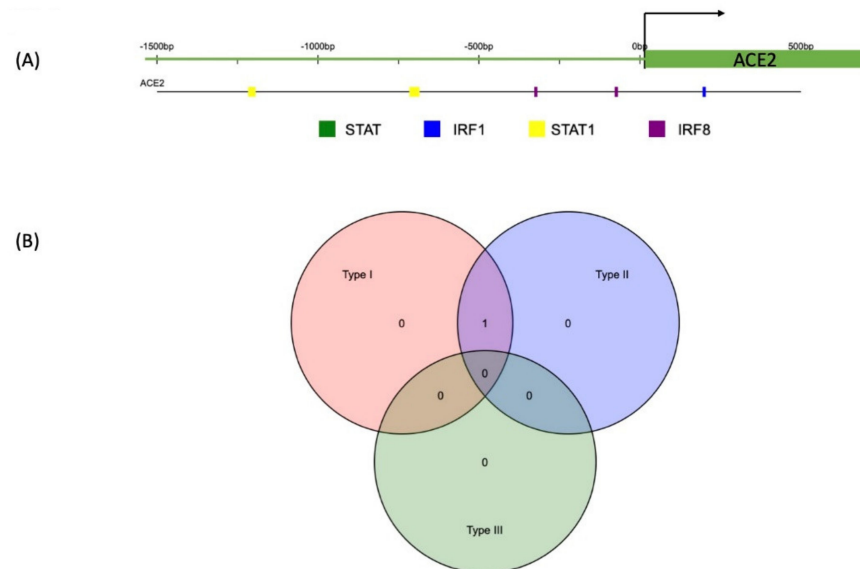 (A)
-1500bp -1000bp -500bp 0bp 500bp
ACE2
ACE2
STAT IRF1 STAT1 IRF8
(B)
Type I Type II
0 1 0
0
0 0
0
Type III